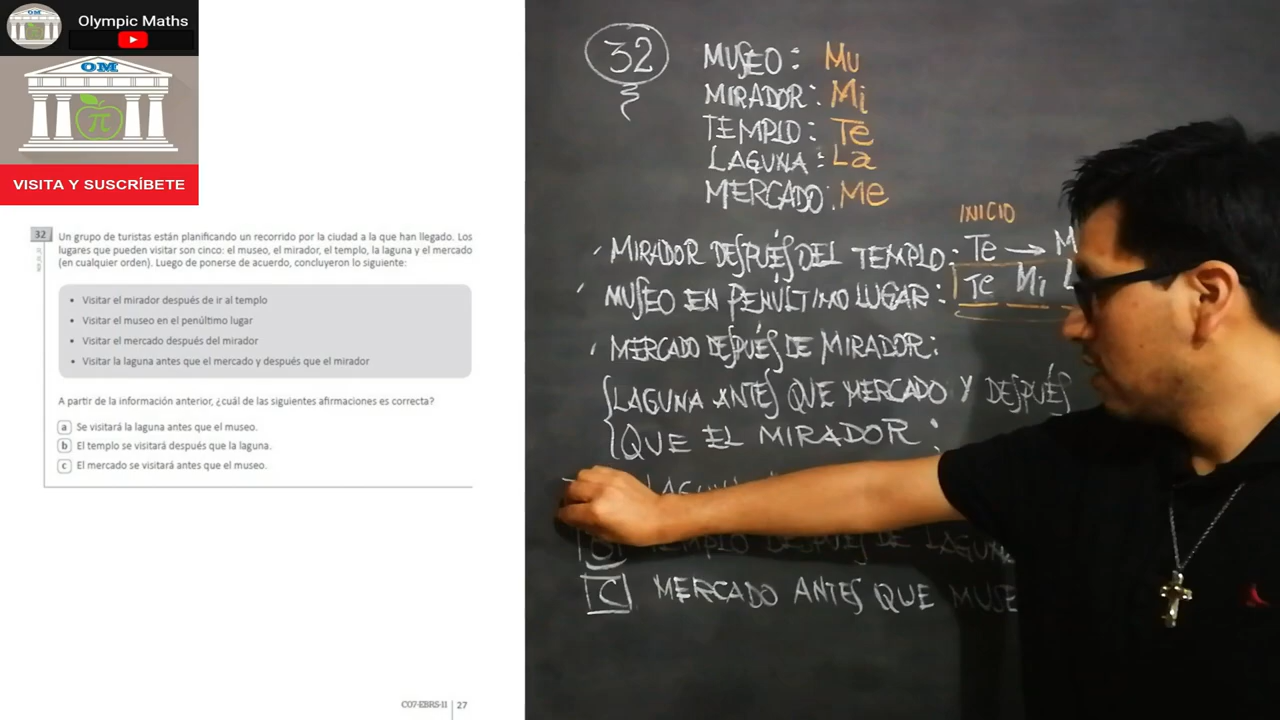 Olympic Maths
OM
π
VISITA Y SUSCRÍBETE
32
Un grupo de turistas están planificando un recorrido por la ciudad a la que han llegado. Los
lugares que pueden visitar son cinco: el museo, el mirador, el templo, la laguna y el mercado
(en cualquier orden). Luego de ponerse de acuerdo, concluyeron lo siguiente:
• Visitar el mirador después de ir al templo
• Visitar el museo en el penúltimo lugar
• Visitar el mercado después del mirador
• Visitar la laguna antes que el mercado y después que el mirador
A partir de la información anterior, ¿cuál de las siguientes afirmaciones es correcta?
a Se visitará la laguna antes que el museo.
b El templo se visitará después que la laguna.
c El mercado se visitará antes que el museo.
C07-EBRS-11 27
32
MUSEO: Mu
MIRADOR: Mi
TEMPLO: Te
LAGUNA: La
MERCADO: Me
INICIO
MIRADOR DESPUÉS DEL TEMPLO: Te → M
MUSEO EN PENÚLTIMO LUGAR: Te Mi L
MERCADO DESPUÉS DE MIRADOR:
LAGUNA ANTES QUE MERCADO Y DESPUÉS
QUE EL MIRADOR:
LAGUNA
b TEMPLO DESPUÉS DE LAGUNA
C MERCADO ANTES QUE MUSE